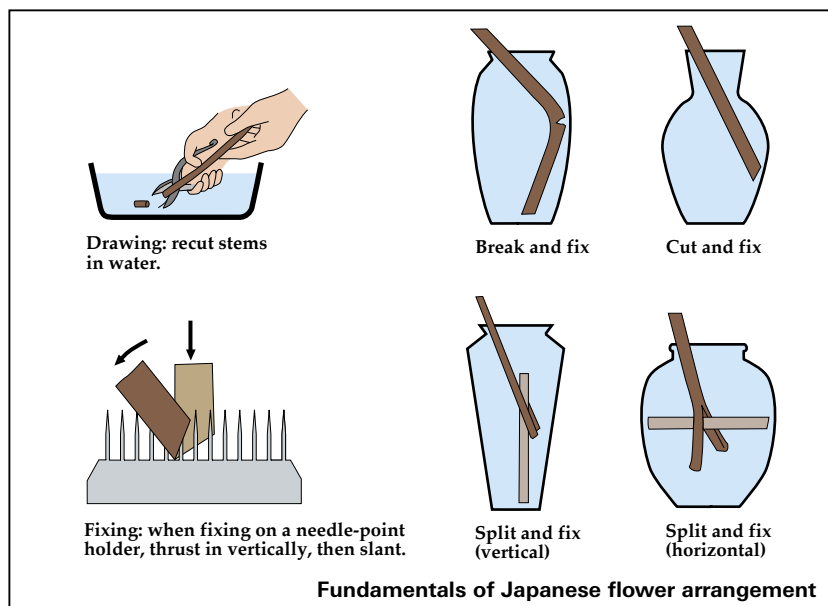 Drawing: recut stems
in water.
Break and fix
Cut and fix
Fixing: when fixing on a needle-point
holder, thrust in vertically, then slant.
Split and fix
(vertical)
Split and fix
(horizontal)
Fundamentals of Japanese flower arrangement